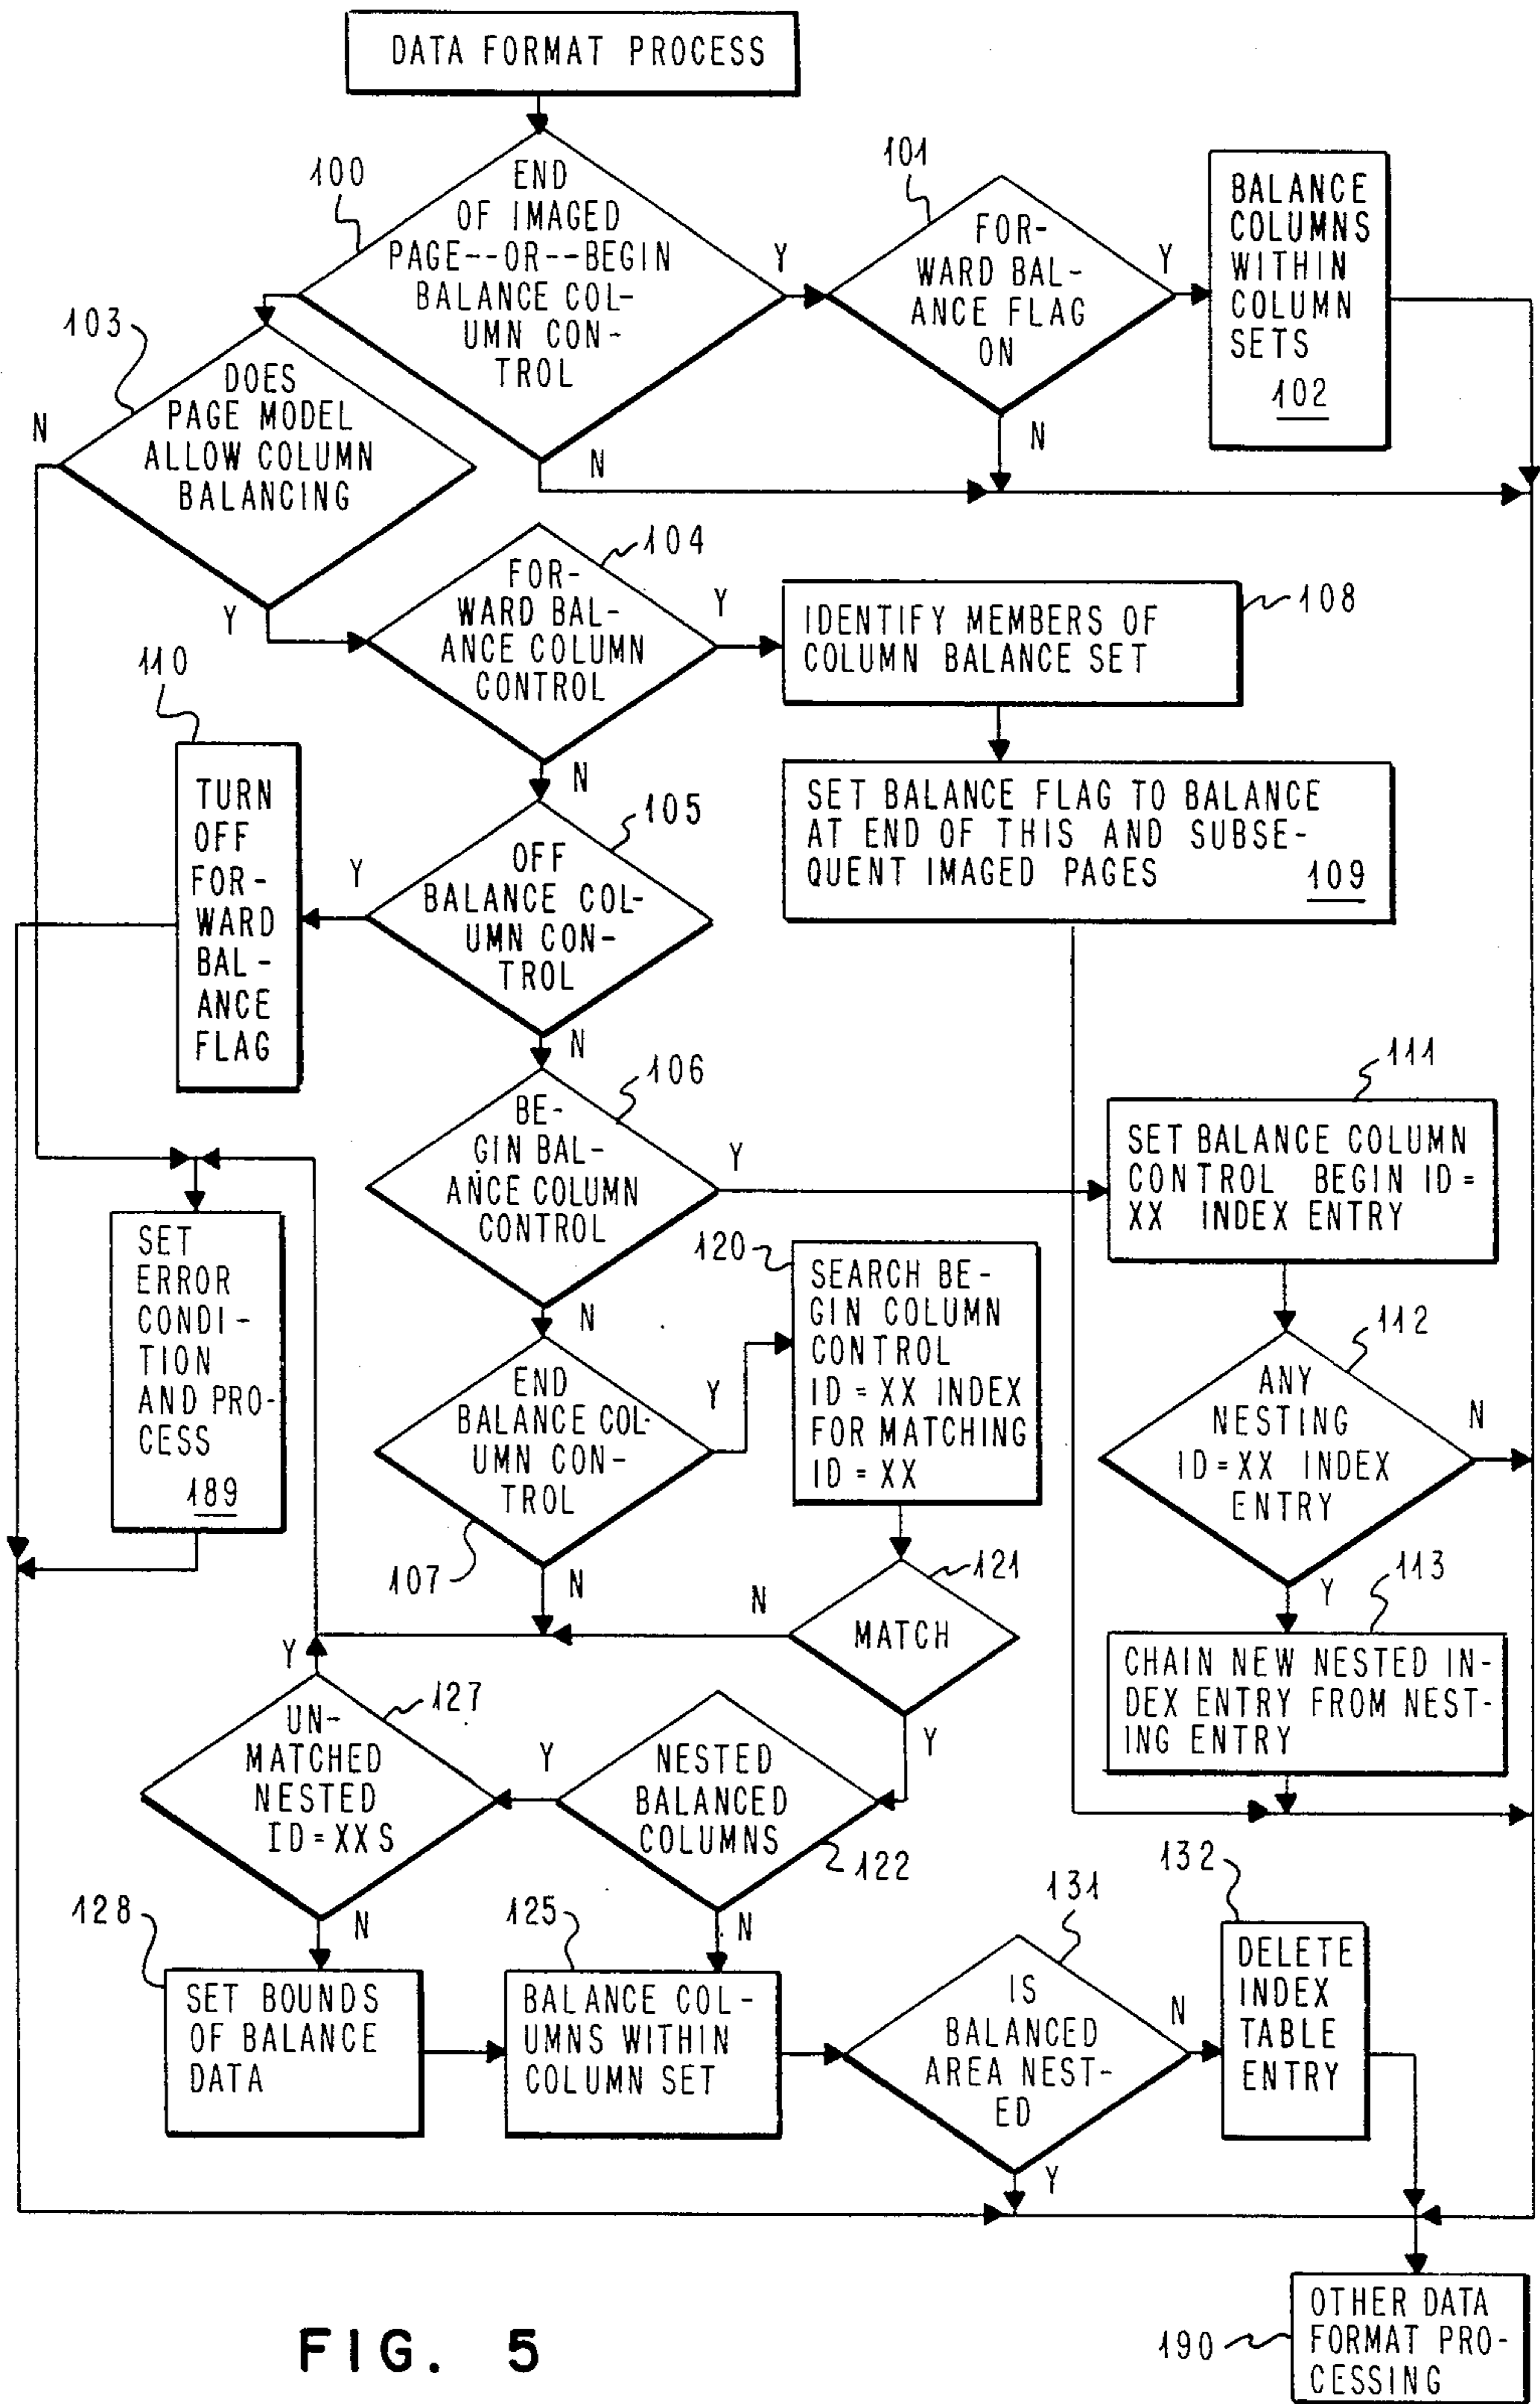 DATA FORMAT PROCESS
100
END
OF IMAGED
PAGE--OR--BEGIN
BALANCE COL-
UMN CON-
TROL
Y
N
101
FOR-
WARD BAL-
ANCE FLAG
ON
Y
N
BALANCE
COLUMNS
WITHIN
COLUMN
SETS
102
103
DOES
PAGE MODEL
ALLOW COLUMN
BALANCING
N
Y
104
FOR-
WARD BAL-
ANCE COLUMN
CONTROL
Y
N
IDENTIFY MEMBERS OF
COLUMN BALANCE SET
108
SET BALANCE FLAG TO BALANCE
AT END OF THIS AND SUBSE-
QUENT IMAGED PAGES
109
110
TURN
OFF
FOR-
WARD
BAL-
ANCE
FLAG
105
OFF
BALANCE COL-
UMN CON-
TROL
Y
N
106
BE-
GIN BAL-
ANCE COLUMN
CONTROL
Y
N
111
SET BALANCE COLUMN
CONTROL BEGIN ID=
XX INDEX ENTRY
112
ANY
NESTING
ID=XX INDEX
ENTRY
N
Y
113
CHAIN NEW NESTED IN-
DEX ENTRY FROM NEST-
ING ENTRY
SET
ERROR
CONDI-
TION
AND PRO-
CESS
189
END
BALANCE COL-
UMN CON-
TROL
107
Y
N
120
SEARCH BE-
GIN COLUMN
CONTROL
ID=XX INDEX
FOR MATCHING
ID=XX
121
MATCH
N
Y
NESTED
BALANCED
COLUMNS
122
Y
N
127
UN-
MATCHED
NESTED
ID=XXS
Y
N
128
SET BOUNDS
OF BALANCE
DATA
125
BALANCE COL-
UMNS WITHIN
COLUMN SET
131
IS
BALANCED
AREA NEST-
ED
N
Y
132
DELETE
INDEX
TABLE
ENTRY
190
OTHER DATA
FORMAT PRO-
CESSING
FIG. 5